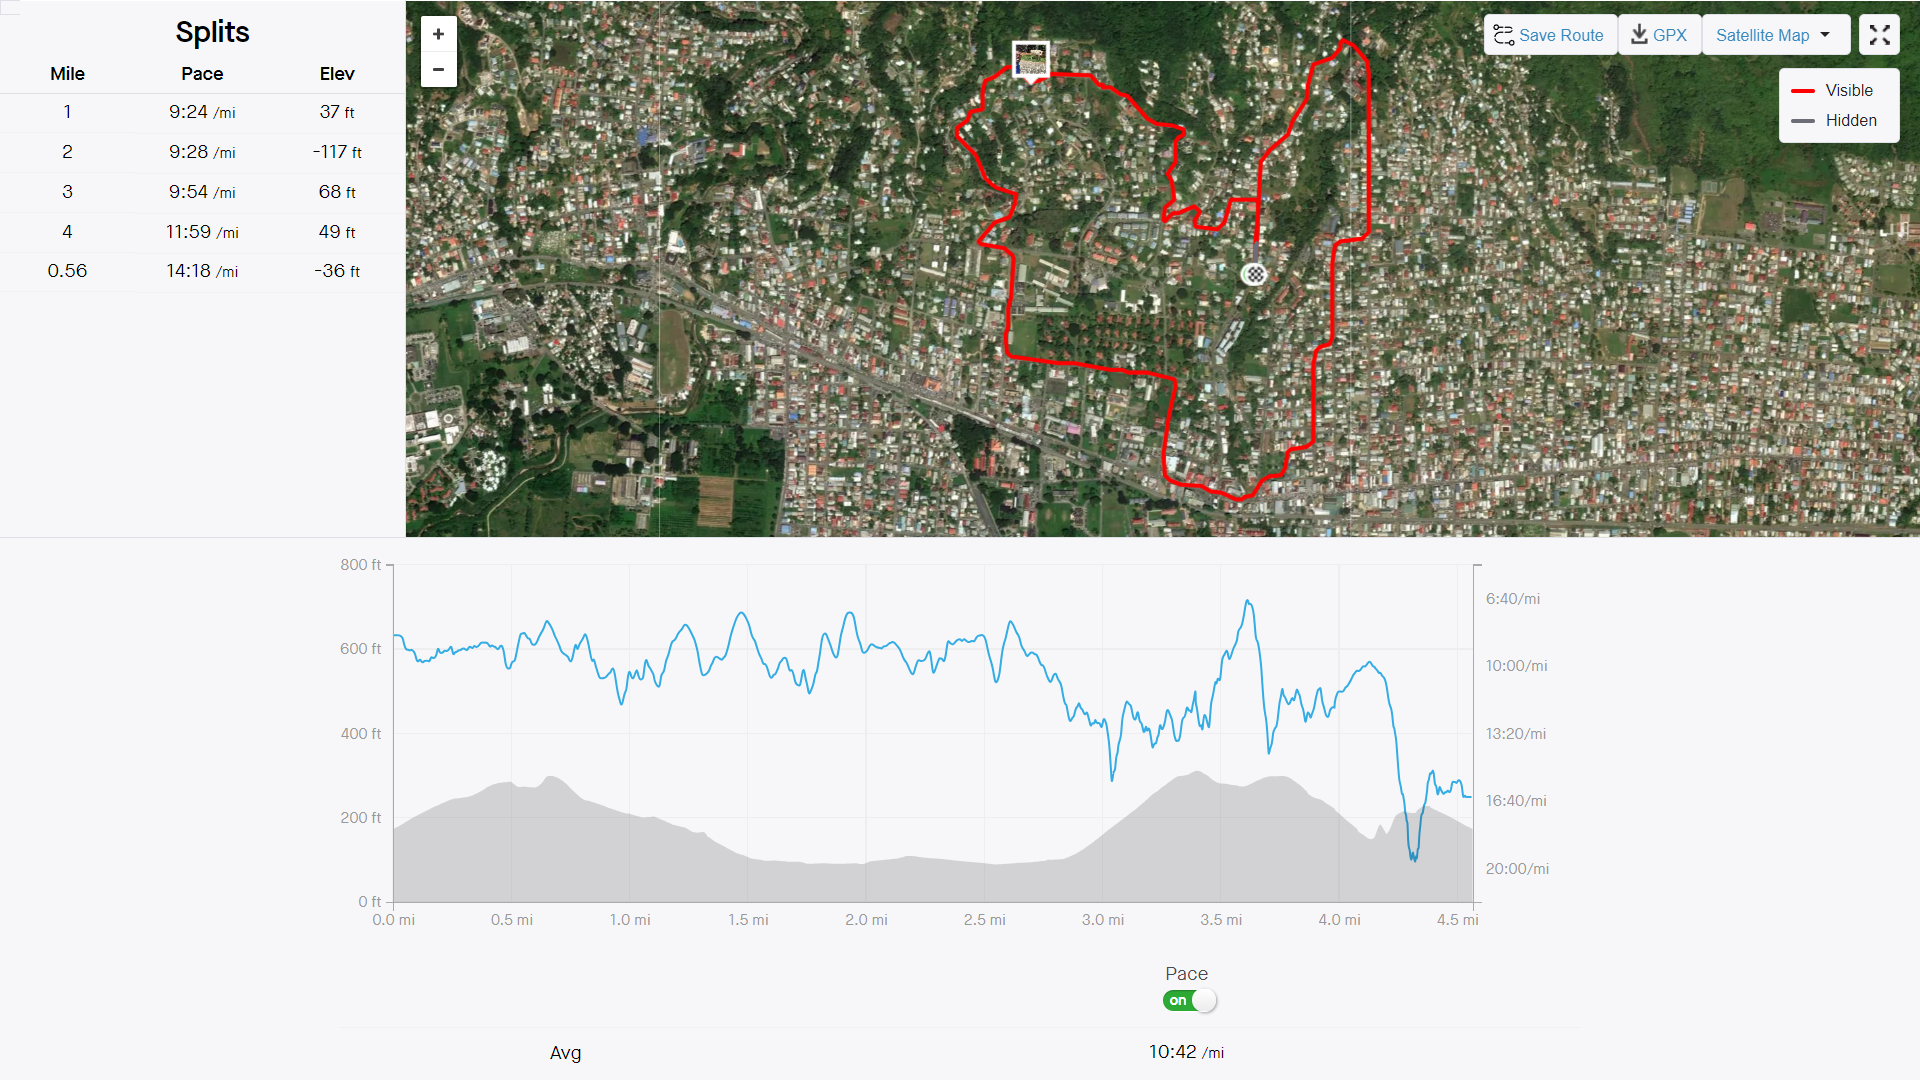 Splits
Mile Pace Elev
1 9:24 /mi 37 ft
2 9:28 /mi -117 ft
3 9:54 /mi 68 ft
4 11:59 /mi 49 ft
0.56 14:18 /mi -36 ft
+
−
Save Route GPX Satellite Map
Visible
Hidden
800 ft
600 ft
400 ft
200 ft
0 ft
6:40/mi
10:00/mi
13:20/mi
16:40/mi
20:00/mi
0.0 mi 0.5 mi 1.0 mi 1.5 mi 2.0 mi 2.5 mi 3.0 mi 3.5 mi 4.0 mi 4.5 mi
Pace
on
Avg 10:42 /mi